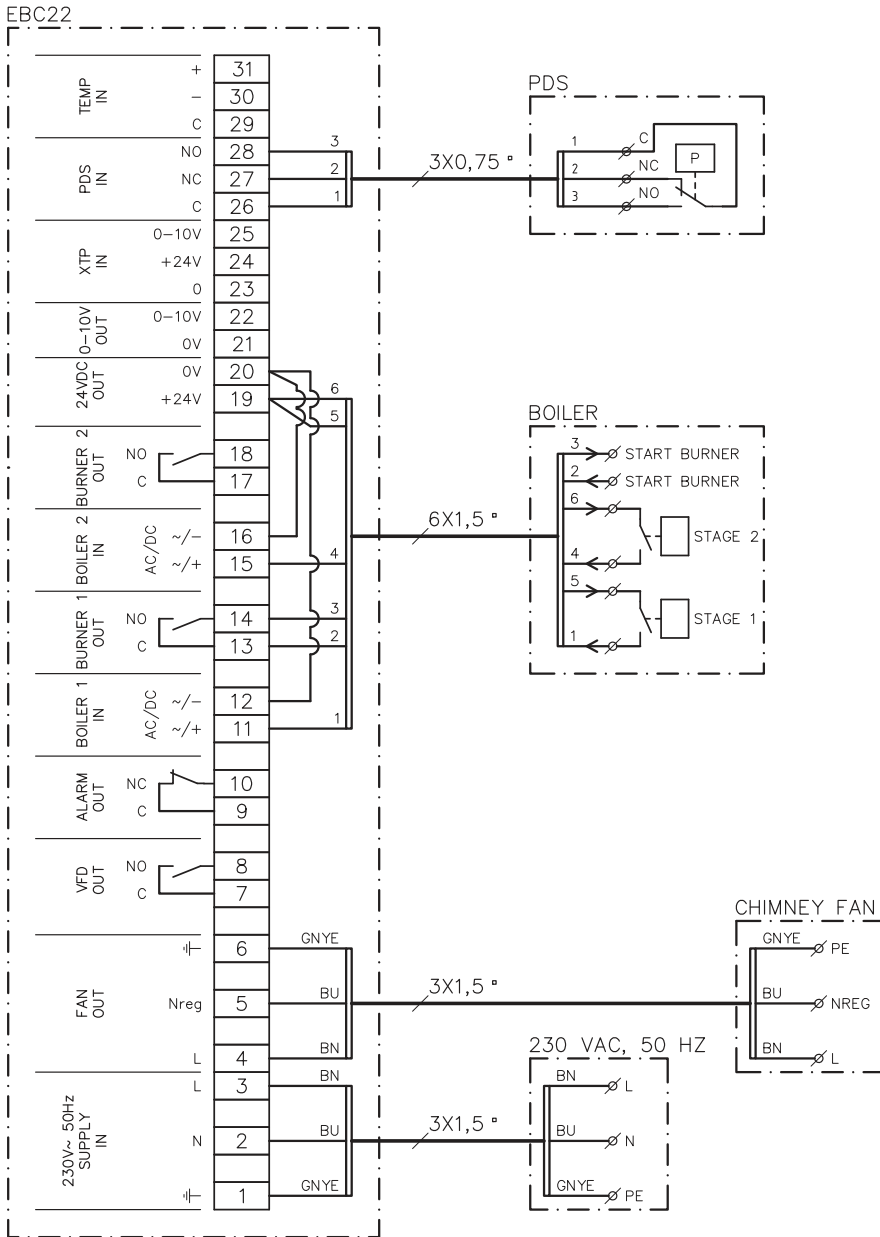 EBC22
TEMP IN
+ 31
- 30
C 29
PDS IN
NO 28 3
NC 27 2
C 26 1
3X0,75 ▫
XTP IN
0-10V 25
+24V 24
0 23
0-10V OUT
0-10V 22
0V 21
24VDC OUT
0V 20
+24V 19 6
5
BURNER 2 OUT
NO 18
C 17
BOILER 2 IN
AC/DC
~/- 16
~/+ 15 4
6X1,5 ▫
BURNER 1 OUT
NO 14 3
C 13 2
BOILER 1 IN
AC/DC
~/- 12
~/+ 11 1
ALARM OUT
NC 10
C 9
VFD OUT
NO 8
C 7
FAN OUT
6 GNYE
Nreg 5 BU
L 4 BN
3X1,5 ▫
230V~ 50Hz SUPPLY IN
L 3 BN
N 2 BU
1 GNYE
3X1,5 ▫
PDS
1 C
P
2 NC
3 NO
BOILER
3 START BURNER
2 START BURNER
6
STAGE 2
4
5
STAGE 1
1
CHIMNEY FAN
GNYE PE
BU NREG
BN L
230 VAC, 50 HZ
BN L
BU N
GNYE PE